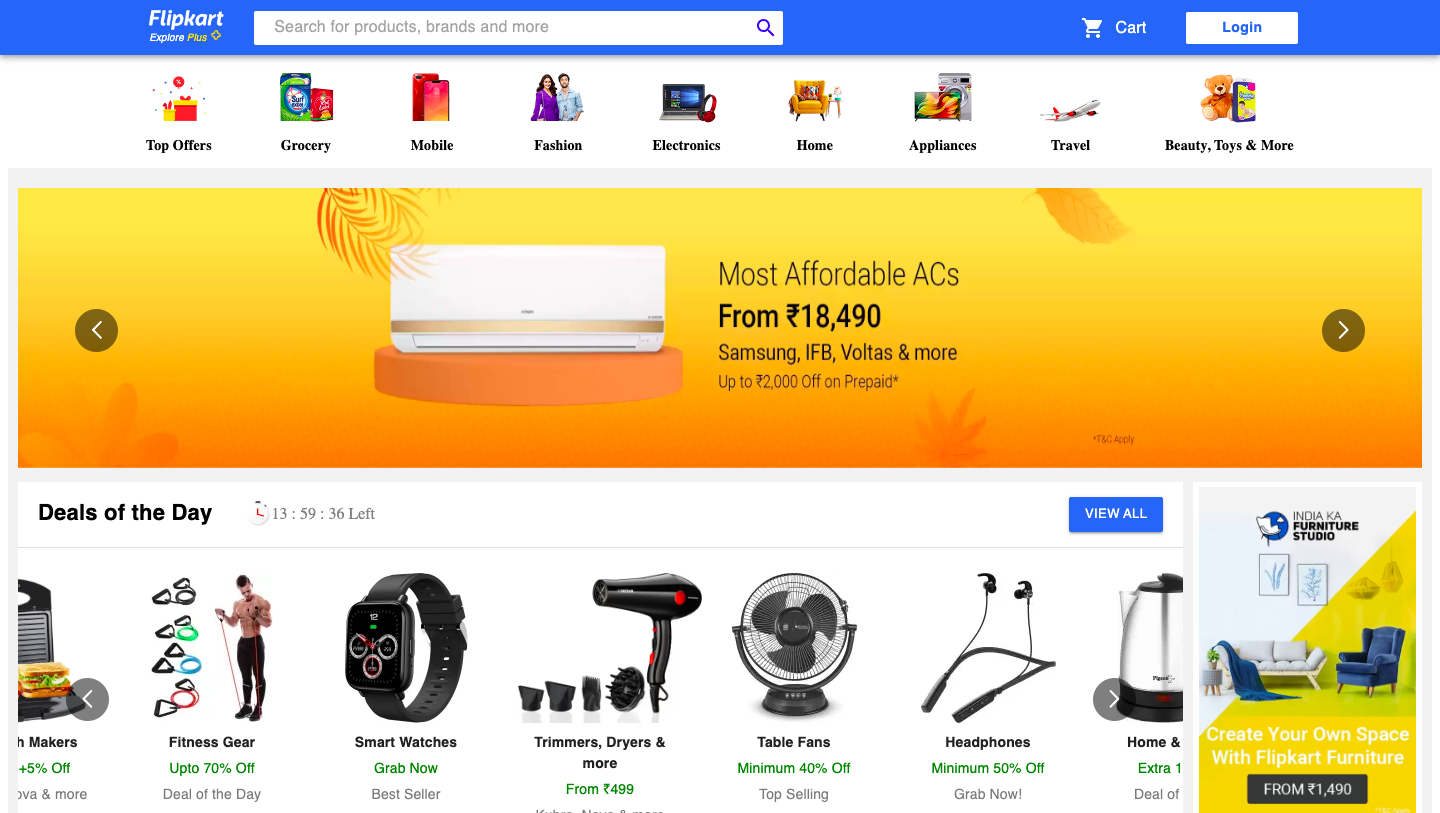 Flipkart
Explore Plus
Search for products, brands and more
Cart
Login
Top Offers
Grocery
Mobile
Fashion
Electronics
Home
Appliances
Travel
Beauty, Toys & More
Most Affordable ACs
From ₹18,490
Samsung, IFB, Voltas & more
Up to ₹2,000 Off on Prepaid*
*T&C Apply
Deals of the Day
13 : 59 : 36 Left
VIEW ALL
INDIA KA
FURNITURE
STUDIO
h Makers
+5% Off
ova & more
Fitness Gear
Upto 70% Off
Deal of the Day
Smart Watches
Grab Now
Best Seller
Trimmers, Dryers &
more
From ₹499
Table Fans
Minimum 40% Off
Top Selling
Headphones
Minimum 50% Off
Grab Now!
Home &
Extra 1
Deal of
Create Your Own Space
With Flipkart Furniture
FROM ₹1,490
*T&C Apply